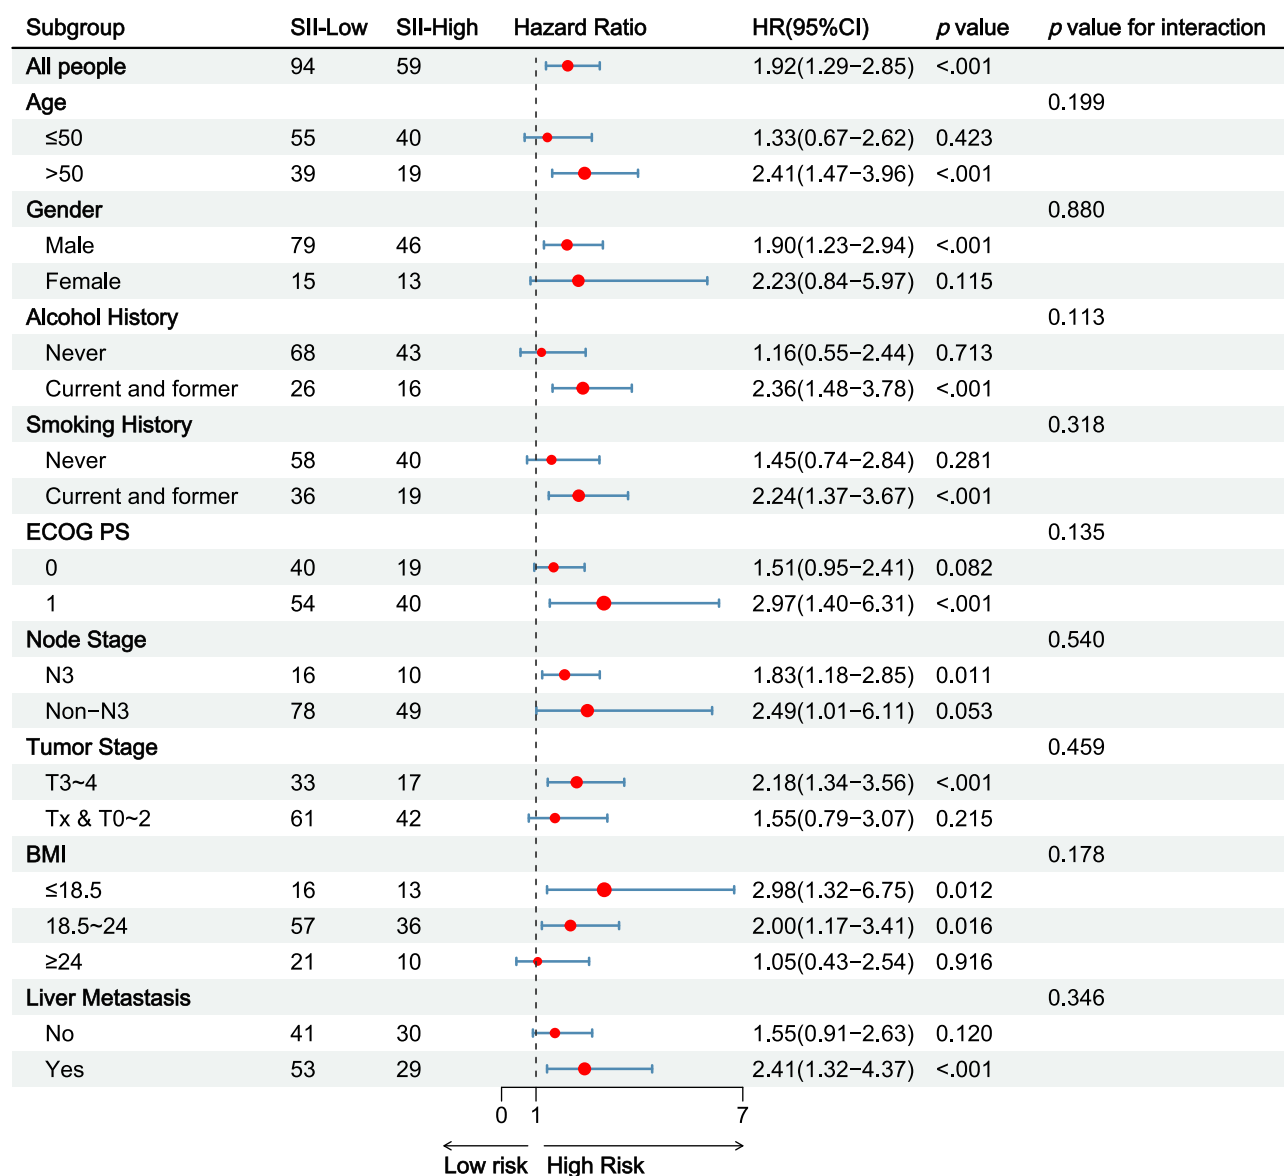 Subgroup SII-Low SII-High Hazard Ratio HR(95%CI) p value p value for interaction
All people 94 59 1.92(1.29−2.85) <.001
Age 0.199
≤50 55 40 1.33(0.67−2.62) 0.423
>50 39 19 2.41(1.47−3.96) <.001
Gender 0.880
Male 79 46 1.90(1.23−2.94) <.001
Female 15 13 2.23(0.84−5.97) 0.115
Alcohol History 0.113
Never 68 43 1.16(0.55−2.44) 0.713
Current and former 26 16 2.36(1.48−3.78) <.001
Smoking History 0.318
Never 58 40 1.45(0.74−2.84) 0.281
Current and former 36 19 2.24(1.37−3.67) <.001
ECOG PS 0.135
0 40 19 1.51(0.95−2.41) 0.082
1 54 40 2.97(1.40−6.31) <.001
Node Stage 0.540
N3 16 10 1.83(1.18−2.85) 0.011
Non−N3 78 49 2.49(1.01−6.11) 0.053
Tumor Stage 0.459
T3~4 33 17 2.18(1.34−3.56) <.001
Tx & T0~2 61 42 1.55(0.79−3.07) 0.215
BMI 0.178
≤18.5 16 13 2.98(1.32−6.75) 0.012
18.5~24 57 36 2.00(1.17−3.41) 0.016
≥24 21 10 1.05(0.43−2.54) 0.916
Liver Metastasis 0.346
No 41 30 1.55(0.91−2.63) 0.120
Yes 53 29 2.41(1.32−4.37) <.001
0 1 7
Low risk High Risk